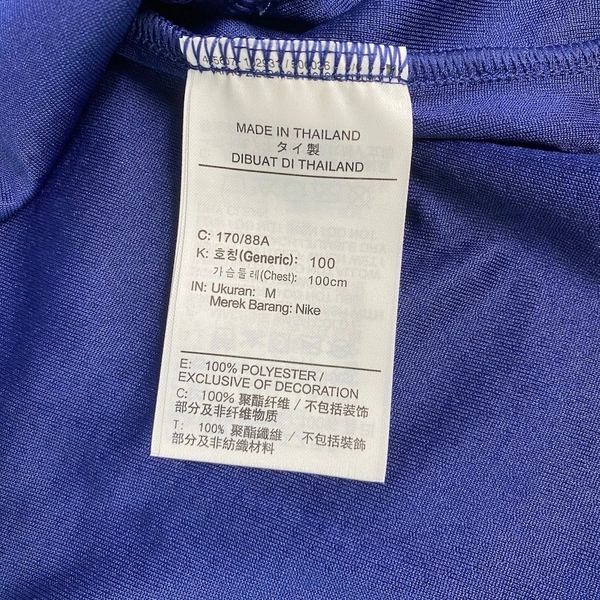 MADE IN THAILAND
タイ製
DIBUAT DI THAILAND
C: 170/88A
K: 호칭(Generic): 100
가슴둘레(Chest): 100cm
IN: Ukuran: M
Merek Barang: Nike
E: 100% POLYESTER /
EXCLUSIVE OF DECORATION
C: 100% 聚酯纤维 / 不包括装饰
部分及非纤维物质
T: 100% 聚酯纖維 / 不包括裝飾
部分及非紡織材料